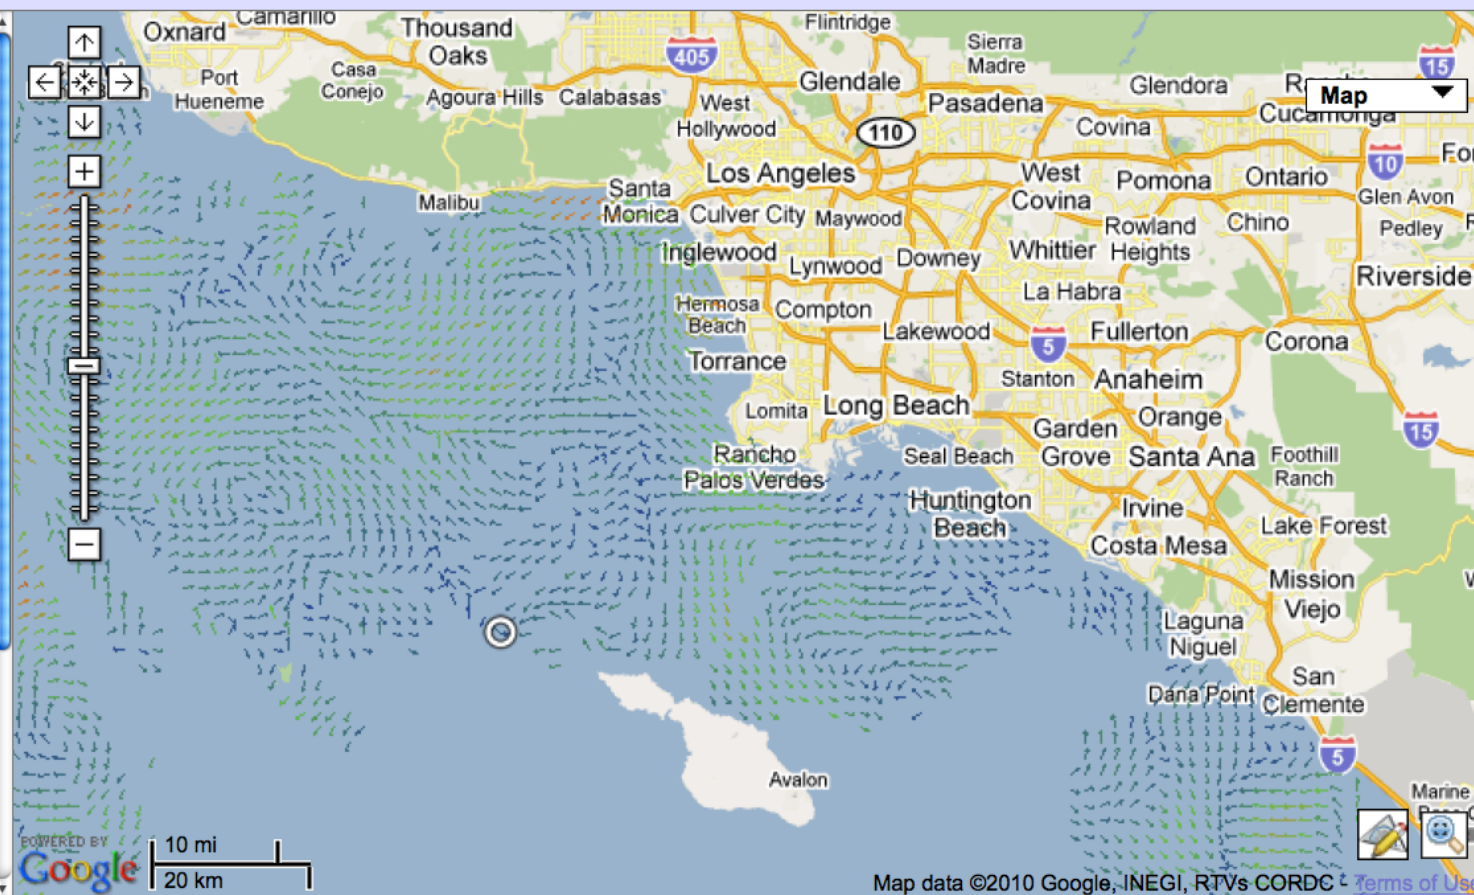 Oxnard
Camarillo
Thousand
Oaks
405
Flintridge
Sierra
Madre
15
Port
Hueneme
Casa
Conejo
Agoura Hills
Calabasas
Glendale
West
Hollywood
Pasadena
Glendora
Map
Cucamonga
110
Covina
10
Los Angeles
West
Covina
Pomona
Ontario
Malibu
Santa
Monica
Culver City
Maywood
Glen Avon
Rowland
Heights
Chino
Pedley
Inglewood
Lynwood
Downey
Whittier
Riverside
La Habra
Hermosa
Beach
Compton
Lakewood
5
Fullerton
Corona
Torrance
Stanton
Anaheim
Lomita
Long Beach
Orange
15
Garden
Grove
Santa Ana
Foothill
Ranch
Rancho
Palos Verdes
Seal Beach
Huntington
Beach
Irvine
Lake Forest
Costa Mesa
Mission
Viejo
Laguna
Niguel
San
Clemente
Dana Point
5
Avalon
Marine
POWERED BY
Google
10 mi
20 km
Map data ©2010 Google, INEGI, RTVs CORDC - Terms of Use